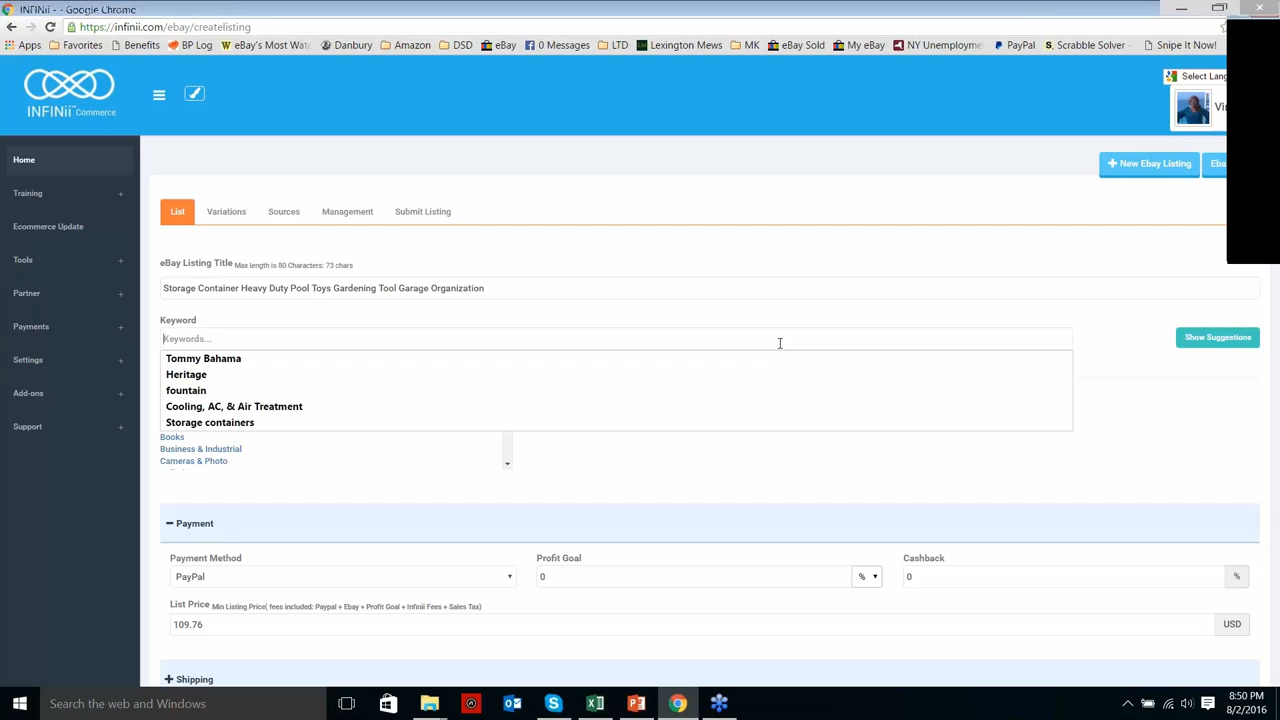 INFINii - Google Chrome
https://infinii.com/ebay/createlisting
Apps Favorites Benefits BP Log eBay's Most Wat Danbury Amazon DSD eBay 0 Messages LTD Lexington Mews MK eBay Sold My eBay NY Unemployme PayPal Scrabble Solver - Snipe It Now!
Select Lang
INFINii Commerce
Vi
Home
Training +
Ecommerce Update
Tools +
Partner +
Payments +
Settings +
Add-ons +
Support +
+ New Ebay Listing
Eba
List Variations Sources Management Submit Listing
eBay Listing Title Max length is 80 Characters: 73 chars
Storage Container Heavy Duty Pool Toys Gardening Tool Garage Organization
Keyword
Keywords...
Show Suggestions
Tommy Bahama
Heritage
fountain
Cooling, AC, & Air Treatment
Storage containers
Books
Business & Industrial
Cameras & Photo
Payment
Payment Method Profit Goal Cashback
PayPal 0 % 0 %
List Price Min Listing Price( fees included: Paypal + Ebay + Profit Goal + Infinii Fees + Sales Tax)
109.76 USD
+ Shipping
Search the web and Windows
8:50 PM
8/2/2016